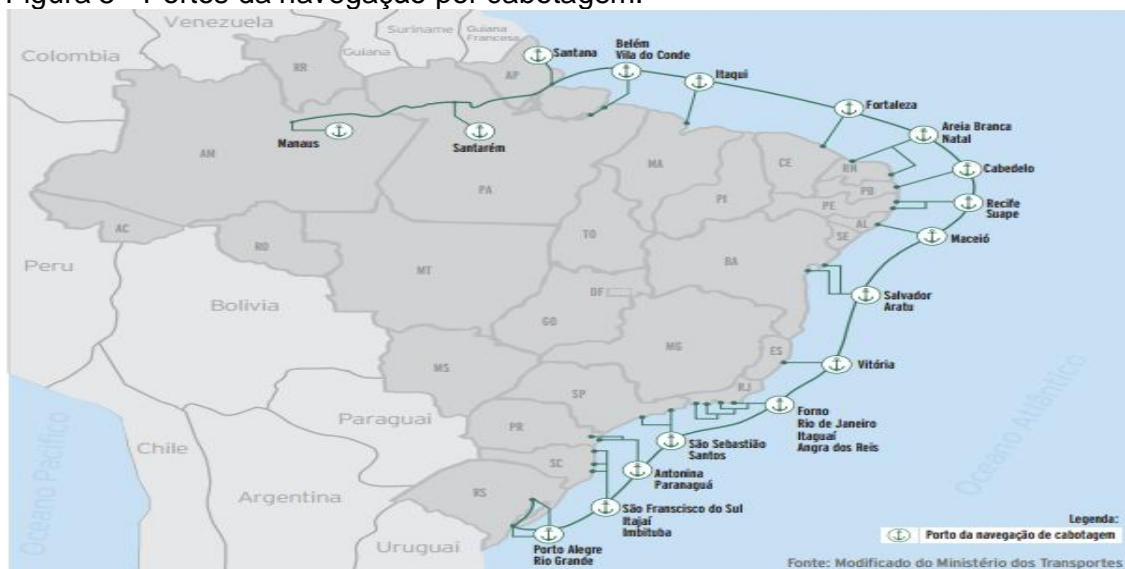 Figura 3 - Portos da navegação por cabotagem.
Venezuela
Suriname
Guiana
Francesa
Colombia
Guiana
Santana
Belém
Vila do Conde
Itaqui
RR
AP
Fortaleza
Areia Branca
Natal
Manaus
Santarém
AM
PA
MA
CE
RN
Cabedelo
PB
PI
PE
Recife
Suape
AC
AL
SE
Maceió
RO
TO
Peru
MT
BA
Bolivia
DF
Salvador
Aratu
GO
MG
MS
ES
Vitória
SP
RJ
Paraguai
Forno
Rio de Janeiro
Itaguaí
Angra dos Reis
PR
São Sebastião
Santos
Chile
SC
Antonina
Paranaguá
Oceano Pacífico
Oceano Atlântico
Argentina
RS
São Franscisco do Sul
Itajaí
Imbituba
Uruguai
Porto Alegre
Rio Grande
Legenda:
Porto da navegação de cabotagem
Fonte: Modificado do Ministério dos Transportes